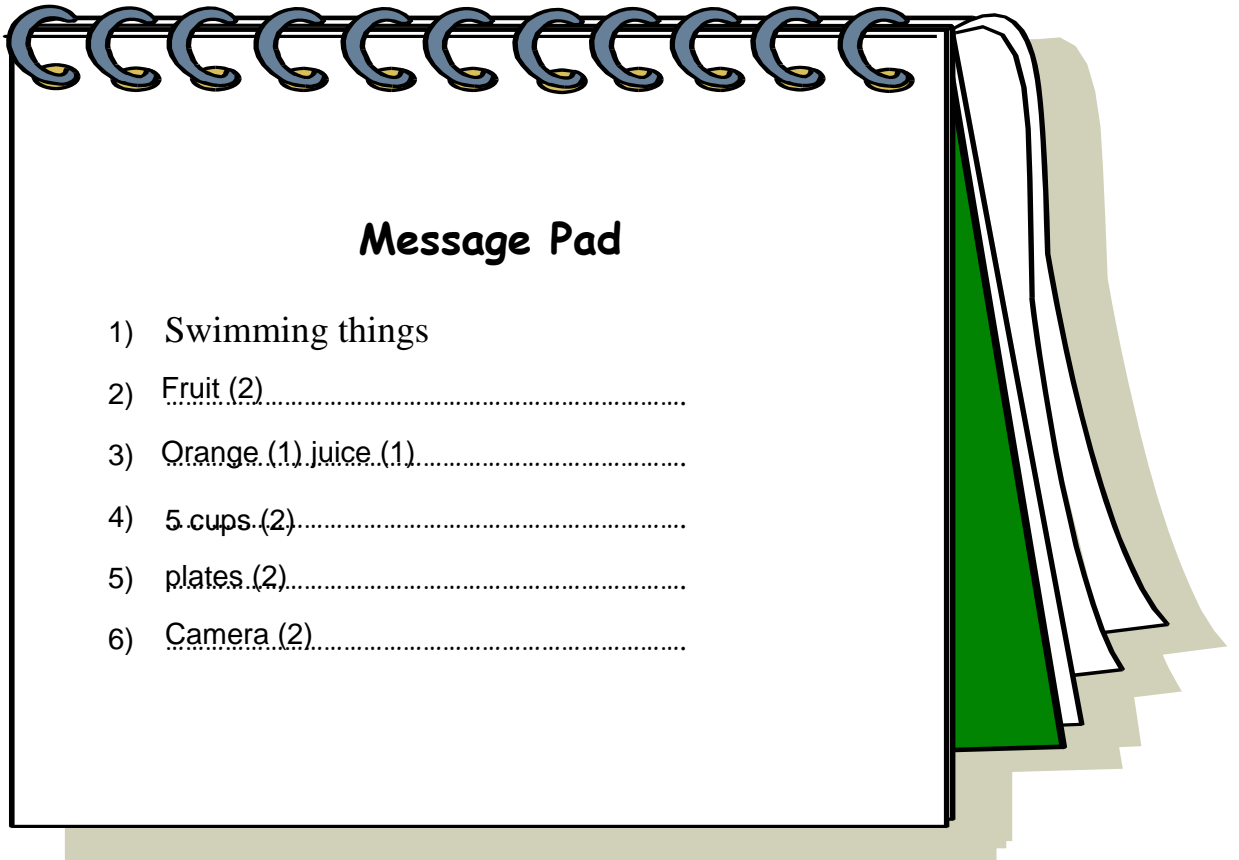 Message Pad
1) Swimming things
2) Fruit (2)................................................................
3) Orange (1) juice (1)................................................................
4) 5 cups (2)................................................................
5) plates (2)................................................................
6) Camera (2)................................................................